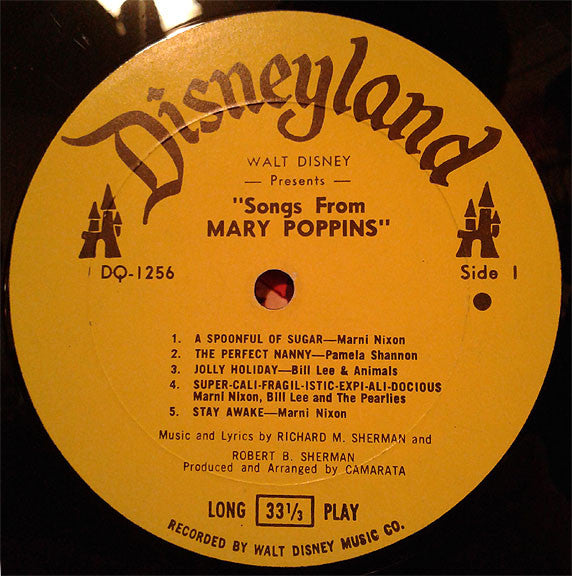 Disneyland
WALT DISNEY
— Presents —
"Songs From
MARY POPPINS"
DQ-1256
Side 1
1. A SPOONFUL OF SUGAR—Marni Nixon
2. THE PERFECT NANNY—Pamela Shannon
3. JOLLY HOLIDAY—Bill Lee & Animals
4. SUPER-CALI-FRAGIL-ISTIC-EXPI-ALI-DOCIOUS
Marni Nixon, Bill Lee and The Pearlies
5. STAY AWAKE—Marni Nixon
Music and Lyrics by RICHARD M. SHERMAN and
ROBERT B. SHERMAN
Produced and Arranged by CAMARATA
LONG 33 1/3 PLAY
RECORDED BY WALT DISNEY MUSIC CO.